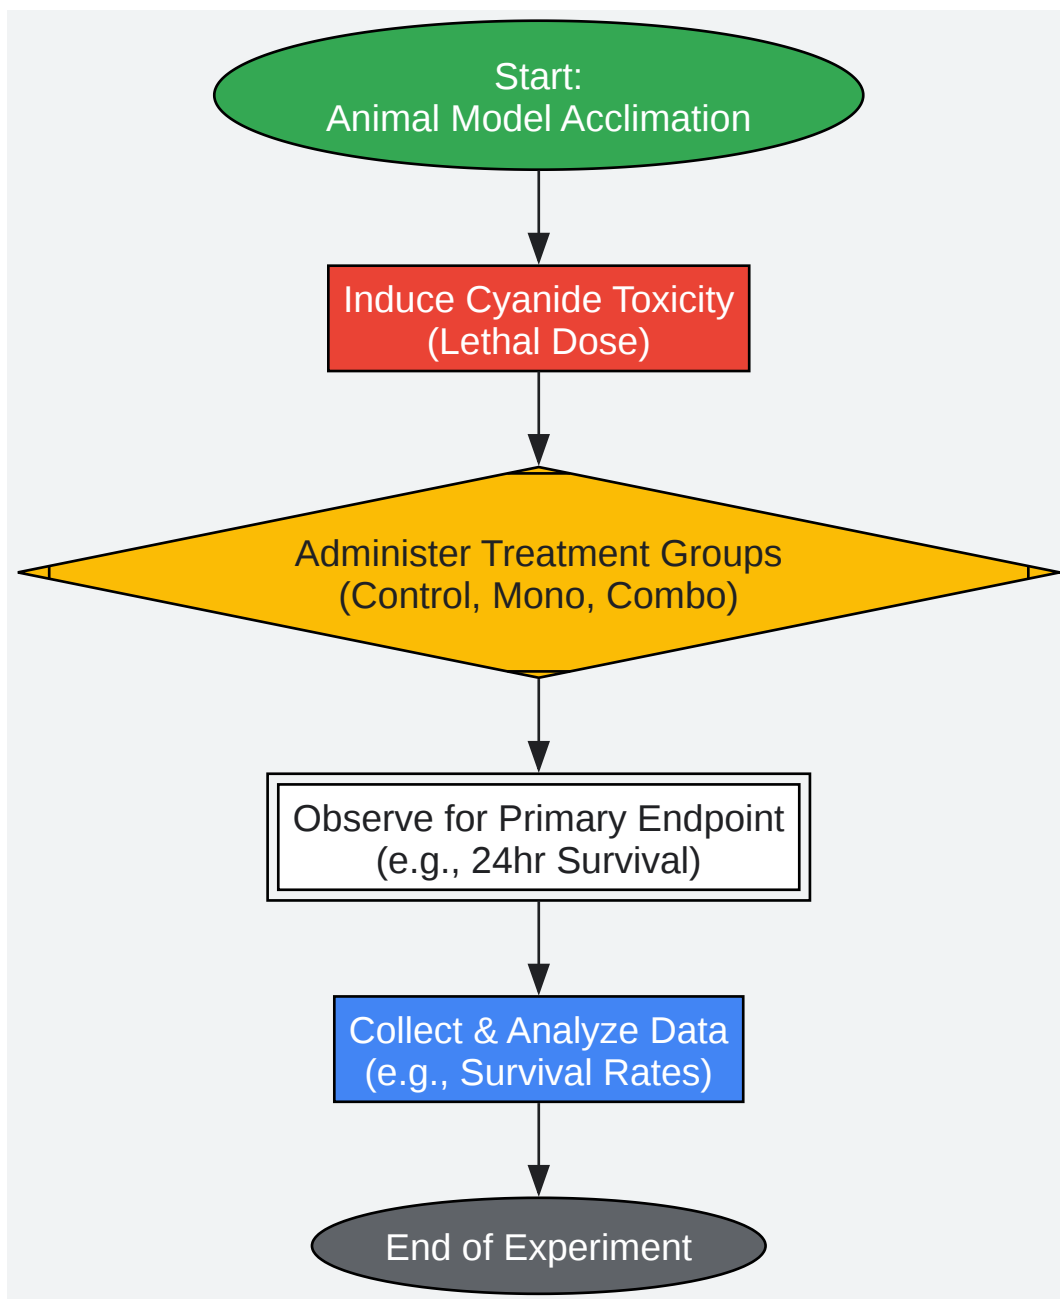 Start:
Animal Model Acclimation
Induce Cyanide Toxicity
(Lethal Dose)
Administer Treatment Groups
(Control, Mono, Combo)
Observe for Primary Endpoint
(e.g., 24hr Survival)
Collect & Analyze Data
(e.g., Survival Rates)
End of Experiment